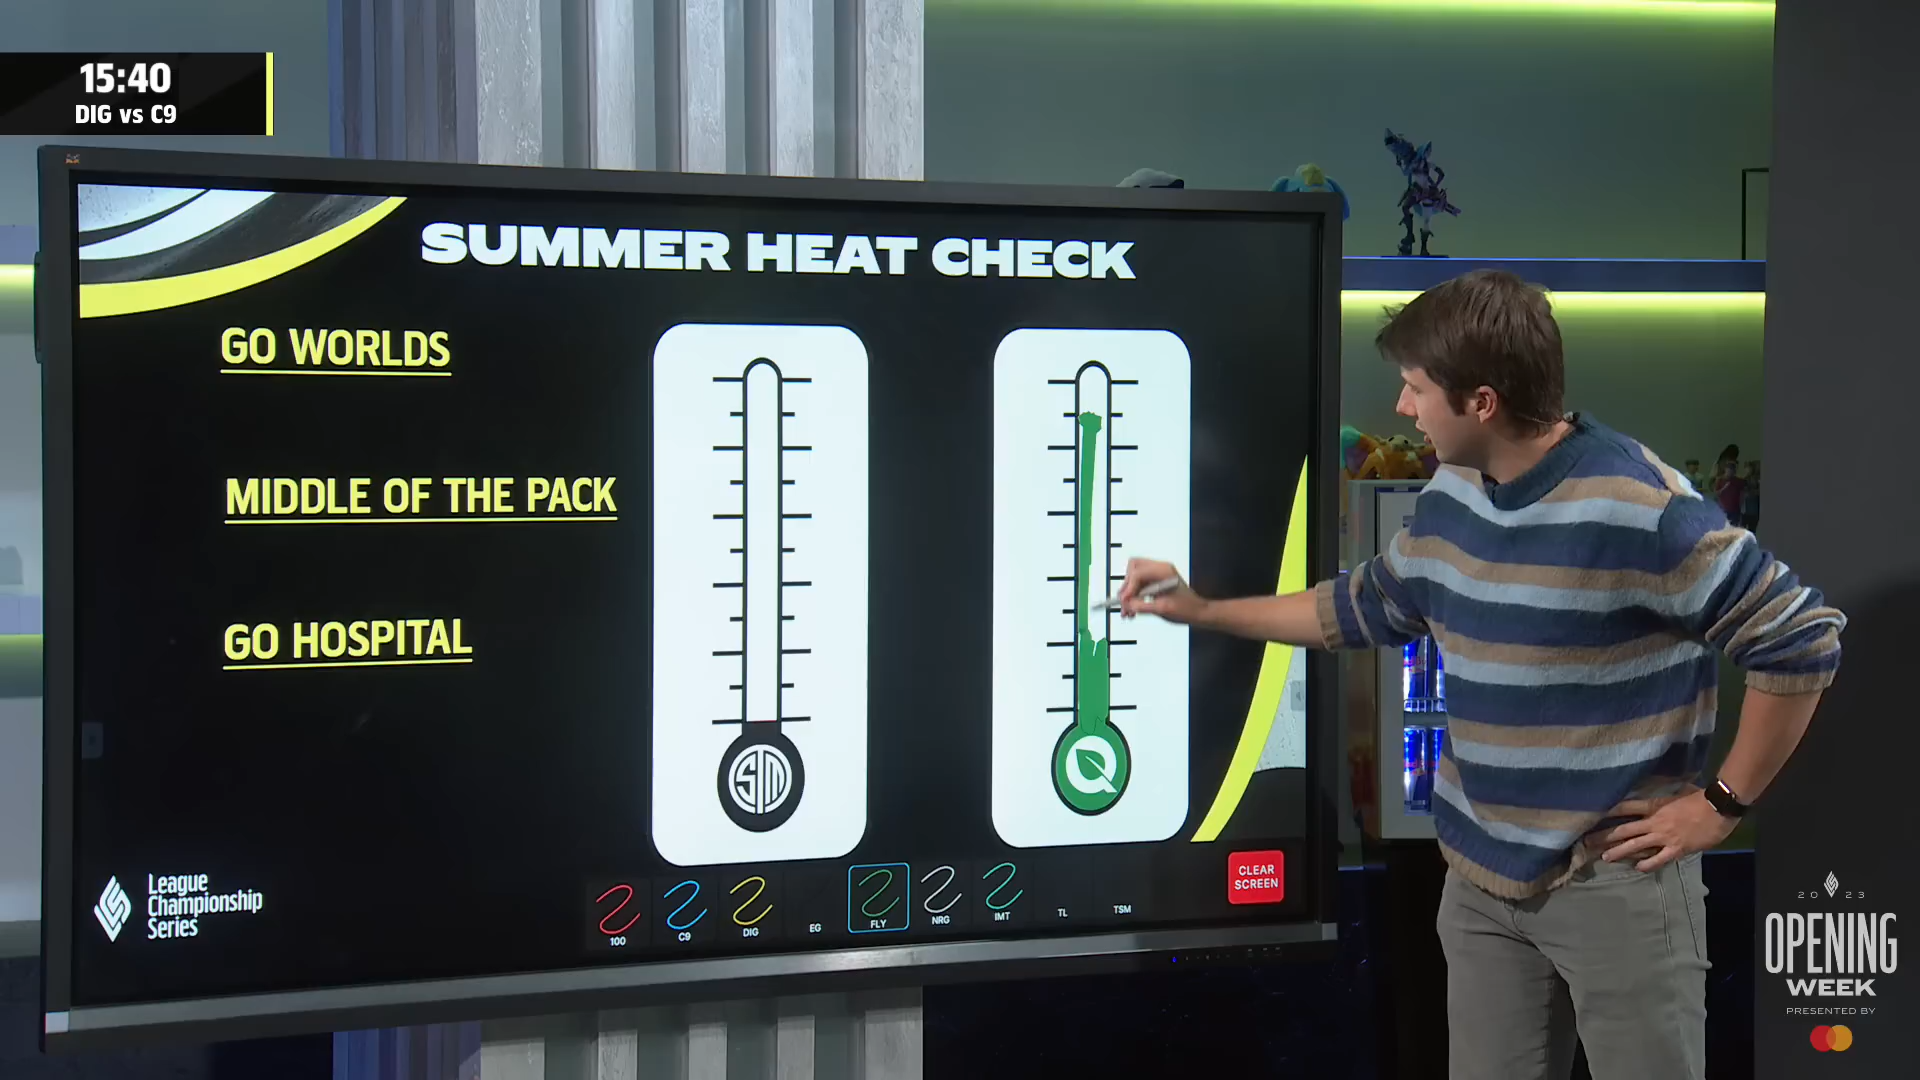 15:40
DIG vs C9
SUMMER HEAT CHECK
GO WORLDS
MIDDLE OF THE PACK
GO HOSPITAL
TSM
League
Championship
Series
100
C9
DIG
EG
FLY
NRG
IMT
TL
TSM
CLEAR
SCREEN
2023
OPENING
WEEK
PRESENTED BY